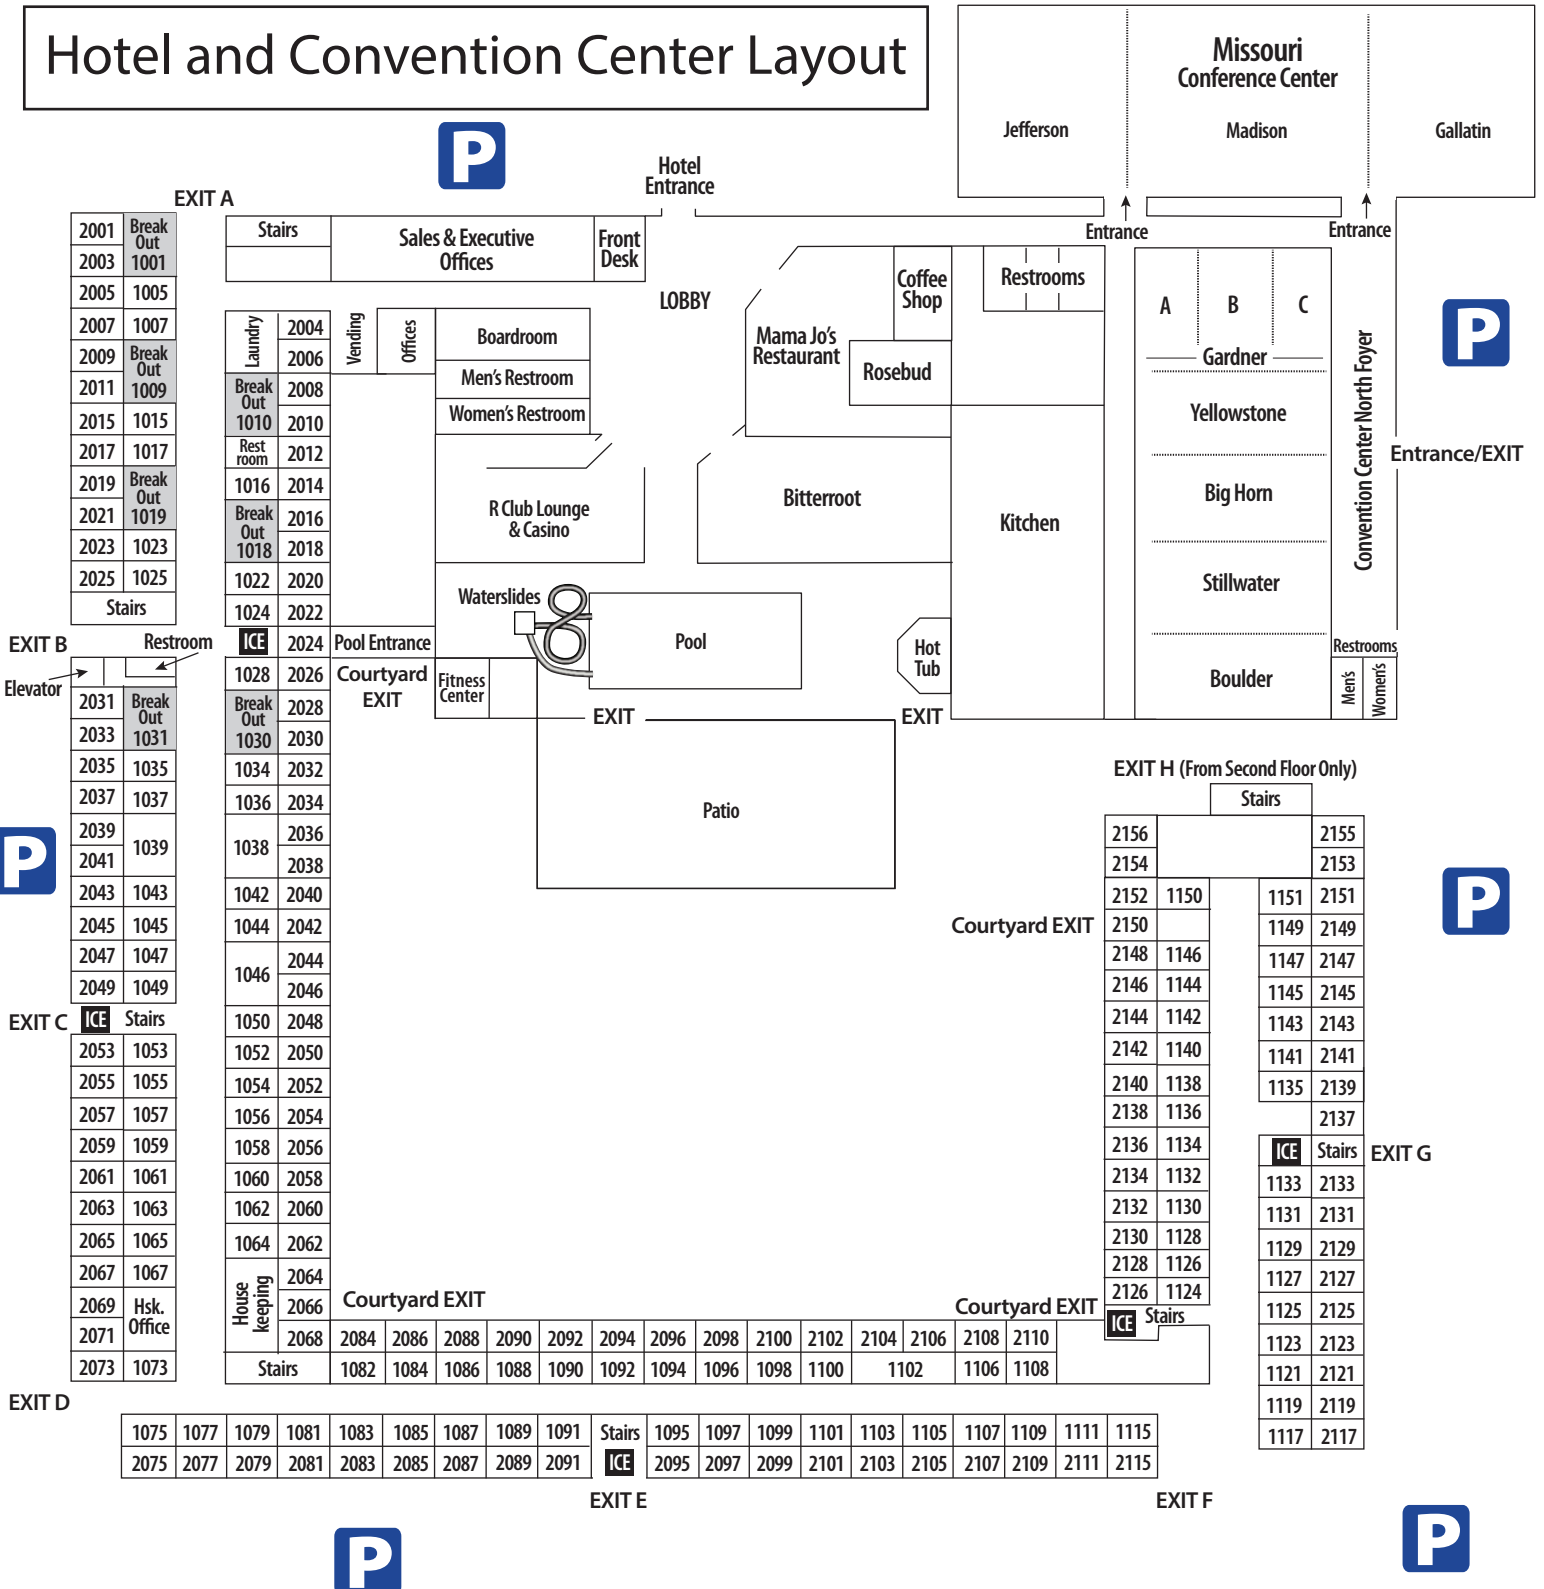 Hotel and Convention Center Layout
Missouri
Conference Center
Jefferson
Madison
Gallatin
P
Hotel
Entrance
EXIT A
Entrance
Entrance
Stairs
Sales & Executive
Offices
Front
Desk
LOBBY
Coffee
Shop
Restrooms
Mama Jo's
Restaurant
Rosebud
A
B
C
Gardner
Yellowstone
Big Horn
Stillwater
Boulder
Convention Center North Foyer
P
Entrance/EXIT
Restrooms
Men's
Women's
Laundry
Vending
Offices
Boardroom
Men's Restroom
Women's Restroom
R Club Lounge
& Casino
Bitterroot
Kitchen
Waterslides
Pool
Hot
Tub
Pool Entrance
Courtyard
EXIT
Fitness
Center
EXIT
EXIT
Patio
2001
Break
Out
1001
2003
2005 1005
2007 1007
2009
Break
Out
1009
2011
2015 1015
2017 1017
2019
Break
Out
1019
2021
2023 1023
2025 1025
Stairs
EXIT B
Restroom
Elevator
2031
Break
Out
1031
2033
2035 1035
2037 1037
2039
1039
2041
2043 1043
2045 1045
2047 1047
2049 1049
P
EXIT C
ICE
Stairs
2053 1053
2055 1055
2057 1057
2059 1059
2061 1061
2063 1063
2065 1065
2067 1067
2069
Hsk.
Office
2071
2073 1073
EXIT D
2004
2006
Break
Out
1010
2008
2010
Rest
room
2012
1016 2014
Break
Out
1018
2016
2018
1022 2020
1024 2022
ICE 2024
1028 2026
Break
Out
1030
2028
2030
1034 2032
1036 2034
1038
2036
2038
1042 2040
1044 2042
1046
2044
2046
1050 2048
1052 2050
1054 2052
1056 2054
1058 2056
1060 2058
1062 2060
1064 2062
House
keeping
2064
2066
2068
Stairs
Courtyard EXIT
Courtyard EXIT
2084 2086 2088 2090 2092 2094 2096 2098 2100 2102 2104 2106 2108 2110
1082 1084 1086 1088 1090 1092 1094 1096 1098 1100 1102 1106 1108
1075 1077 1079 1081 1083 1085 1087 1089 1091 Stairs 1095 1097 1099 1101 1103 1105 1107 1109 1111 1115
2075 2077 2079 2081 2083 2085 2087 2089 2091 ICE 2095 2097 2099 2101 2103 2105 2107 2109 2111 2115
EXIT E
EXIT F
P
EXIT H (From Second Floor Only)
Stairs
2156
2154
2152 1150
Courtyard EXIT
2150
2148 1146
2146 1144
2144 1142
2142 1140
2140 1138
2138 1136
2136 1134
2134 1132
2132 1130
2130 1128
2128 1126
2126 1124
ICE
Stairs
2155
2153
1151 2151
1149 2149
1147 2147
1145 2145
1143 2143
1141 2141
1135 2139
2137
ICE
Stairs
EXIT G
1133 2133
1131 2131
1129 2129
1127 2127
1125 2125
1123 2123
1121 2121
1119 2119
1117 2117
P
P